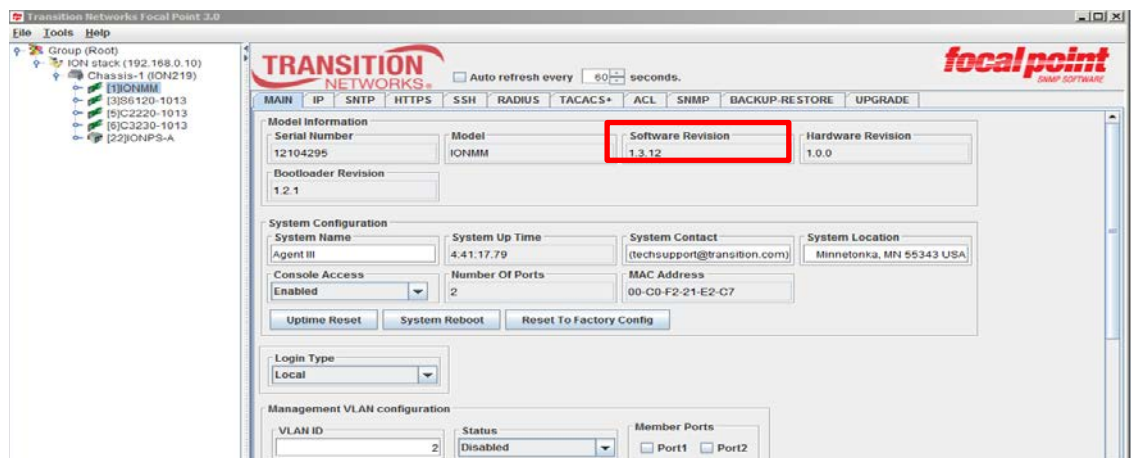 Transition Networks Focal Point 3.0
File Tools Help
Group (Root)
ION stack (192.168.0.10)
Chassis-1 (ION219)
[1]IONMM
[3]S6120-1013
[5]C2220-1013
[6]C3230-1013
[22]IONPS-A
TRANSITION
NETWORKS.
Auto refresh every 60 seconds.
focal point
SNMP SOFTWARE
MAIN IP SNTP HTTPS SSH RADIUS TACACS+ ACL SNMP BACKUP-RESTORE UPGRADE
Model Information
Serial Number Model Software Revision Hardware Revision
12104295 IONMM 1.3.12 1.0.0
Bootloader Revision
1.2.1
System Configuration
System Name System Up Time System Contact System Location
Agent III 4:41:17.79 (techsupport@transition.com) Minnetonka, MN 55343 USA
Console Access Number Of Ports MAC Address
Enabled 2 00-C0-F2-21-E2-C7
Uptime Reset System Reboot Reset To Factory Config
Login Type
Local
Management VLAN configuration
VLAN ID Status Member Ports
2 Disabled Port1 Port2